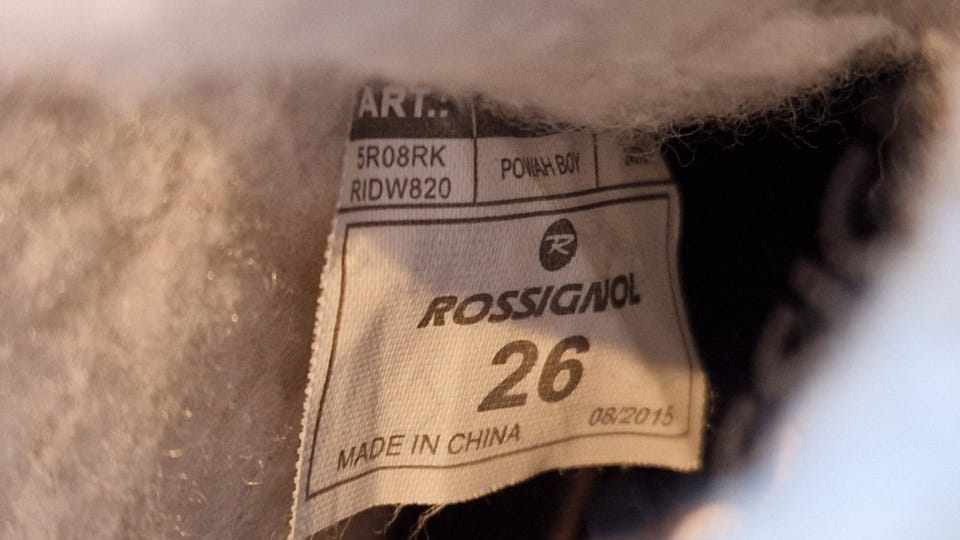 ART.:
5R08RK
RIDW820
POWAH BOY
R
ROSSIGNOL
26
08/2015
MADE IN CHINA